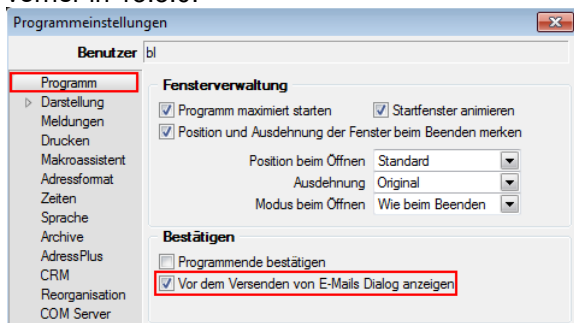 Programmeinstellungen
Benutzer bl
Programm
Darstellung
Meldungen
Drucken
Makroassistent
Adressformat
Zeiten
Sprache
Archive
AdressPlus
CRM
Reorganisation
COM Server
Fensterverwaltung
Programm maximiert starten Startfenster animieren
Position und Ausdehnung der Fenster beim Beenden merken
Position beim Öffnen Standard
Ausdehnung Original
Modus beim Öffnen Wie beim Beenden
Bestätigen
Programmende bestätigen
Vor dem Versenden von E-Mails Dialog anzeigen